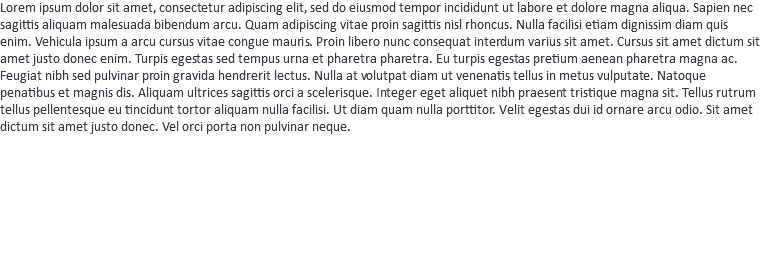 Lorem ipsum dolor sit amet, consectetur adipiscing elit, sed do eiusmod tempor incididunt ut labore et dolore magna aliqua. Sapien nec
sagittis aliquam malesuada bibendum arcu. Quam adipiscing vitae proin sagittis nisl rhoncus. Nulla facilisi etiam dignissim diam quis
enim. Vehicula ipsum a arcu cursus vitae congue mauris. Proin libero nunc consequat interdum varius sit amet. Cursus sit amet dictum sit
amet justo donec enim. Turpis egestas sed tempus urna et pharetra pharetra. Eu turpis egestas pretium aenean pharetra magna ac.
Feugiat nibh sed pulvinar proin gravida hendrerit lectus. Nulla at volutpat diam ut venenatis tellus in metus vulputate. Natoque
penatibus et magnis dis. Aliquam ultrices sagittis orci a scelerisque. Integer eget aliquet nibh praesent tristique magna sit. Tellus rutrum
tellus pellentesque eu tincidunt tortor aliquam nulla facilisi. Ut diam quam nulla porttitor. Velit egestas dui id ornare arcu odio. Sit amet
dictum sit amet justo donec. Vel orci porta non pulvinar neque.